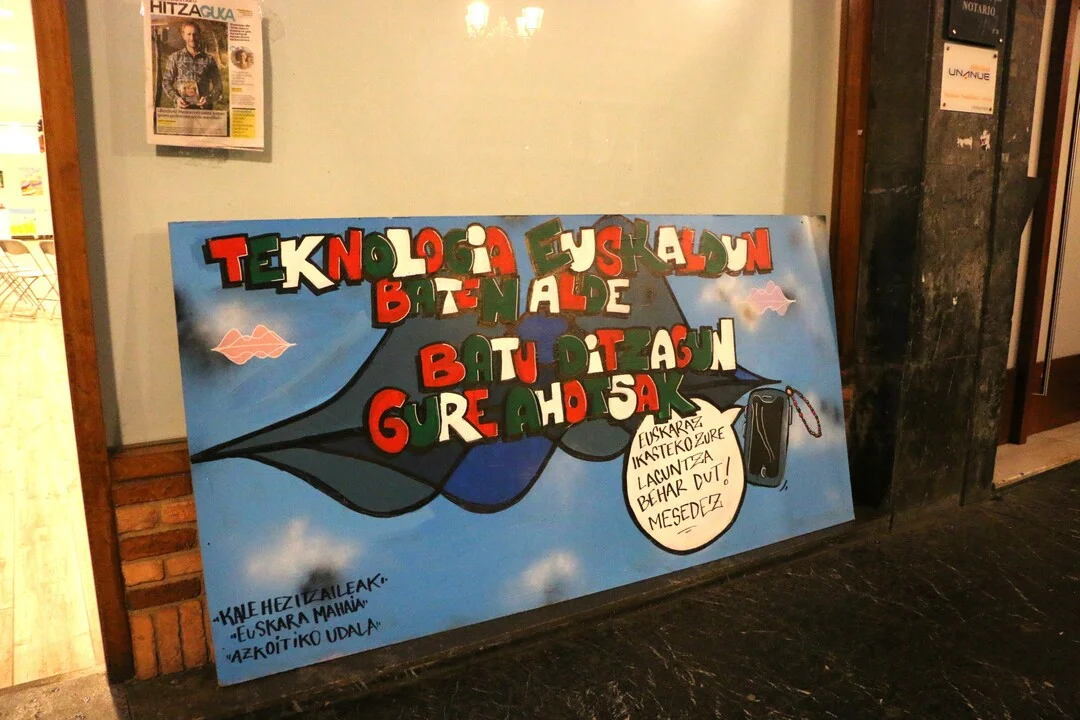 HITZAGUKA
NOTARIO
UNANUE
TEKNOLOGIA EUSKALDUN
BATEN ALDE
BATU DITZAGUN
GURE AHOTSAK
EUSKARAZ
IKASTEKO ZURE
LAGUNTZA
BEHAR DUT!
MESEDEZ
"KALE HEZITZAILEAK"
"EUSKARA MAHAIA"
"AZKOITIKO UDALA"